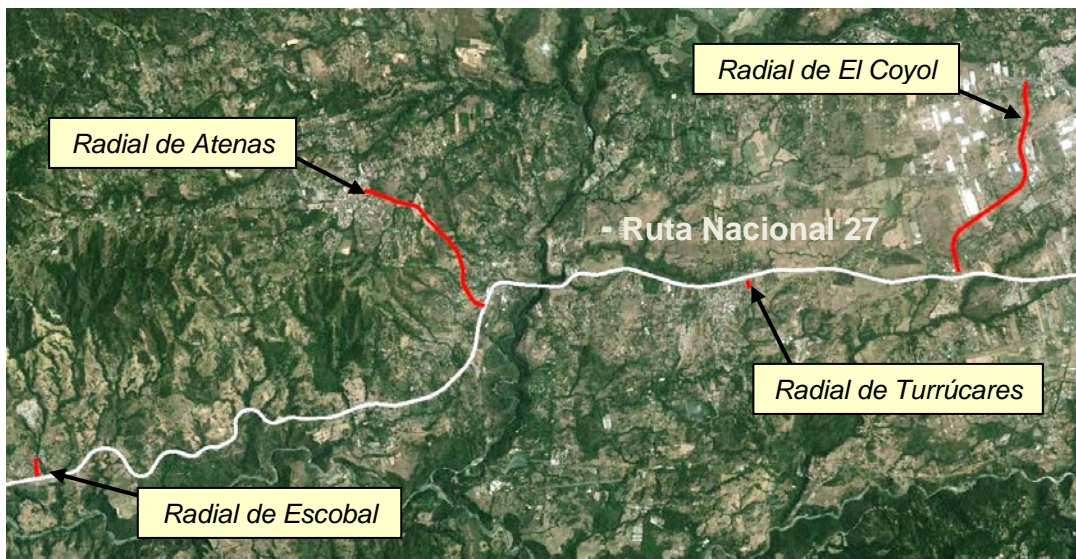 Radial de El Coyol
Radial de Atenas
- Ruta Nacional 27
Radial de Turrúcares
Radial de Escobal